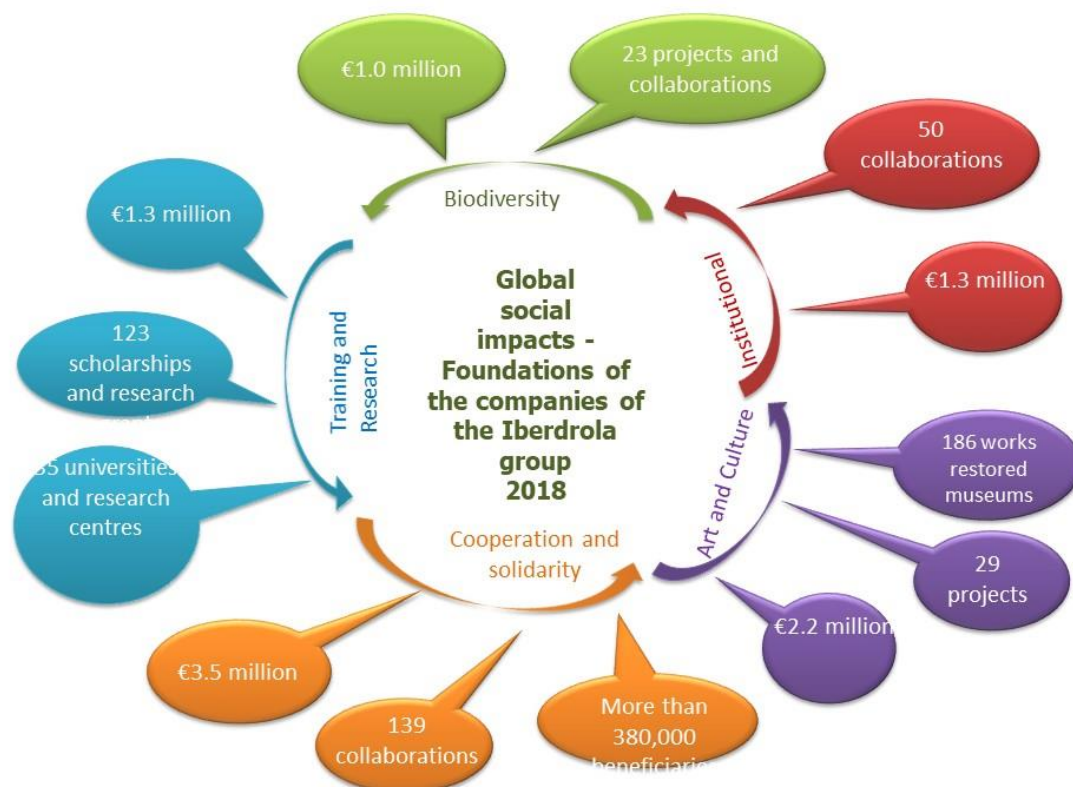 €1.0 million
23 projects and
collaborations
50
collaborations
€1.3 million
Biodiversity
€1.3 million
Institutional
Global
social
impacts -
Foundations of
the companies of
the Iberdrola
group
2018
123
scholarships
and research
Training and
Research
35 universities
and research
centres
Art and Culture
186 works
restored
museums
29
projects
€2.2 million
Cooperation and
solidarity
€3.5 million
139
collaborations
More than
380,000
beneficiaries